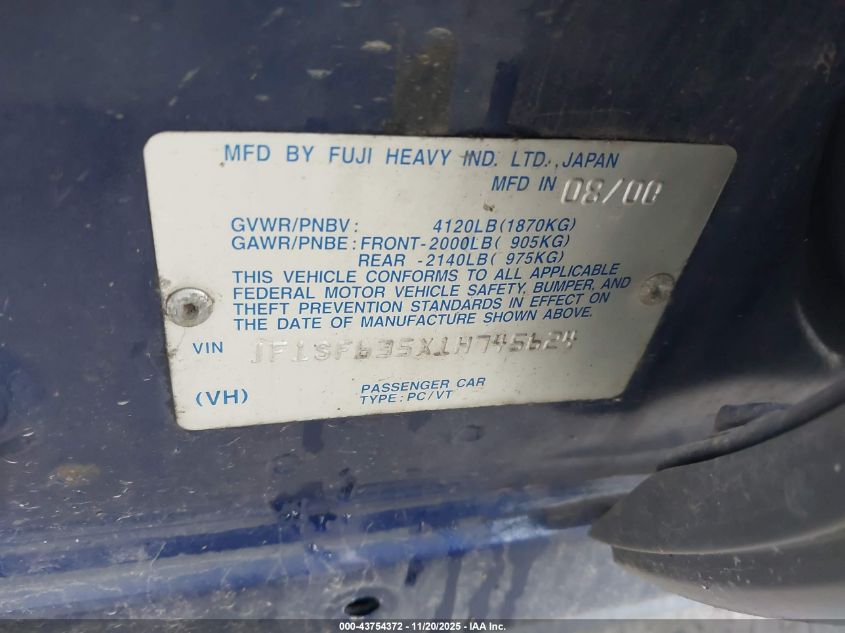 MFD BY FUJI HEAVY IND. LTD., JAPAN
MFD IN 08/00
GVWR/PNBV: 4120LB(1870KG)
GAWR/PNBE: FRONT-2000LB( 905KG)
REAR -2140LB( 975KG)
THIS VEHICLE CONFORMS TO ALL APPLICABLE
FEDERAL MOTOR VEHICLE SAFETY, BUMPER, AND
THEFT PREVENTION STANDARDS IN EFFECT ON
THE DATE OF MANUFACTURE SHOWN ABOVE.
VIN JF1SF635X1H745624
(VH) PASSENGER CAR
TYPE: PC/VT
000-43754372 | 11/20/2025 - ©IAA, Inc.